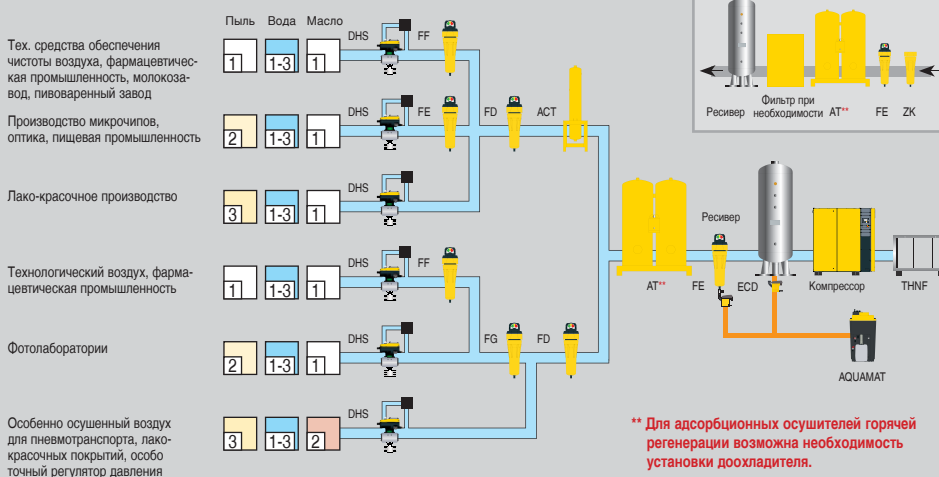 Пыль Вода Масло
Тех. средства обеспечения
чистоты воздуха, фармацевтичес-
кая промышленность, молокоза-
вод, пивоваренный завод
1 1-3 1
DHS FF
Производство микрочипов,
оптика, пищевая промышленность
2 1-3 1
DHS FE FD ACT
Лако-красочное производство
3 1-3 1
DHS
Технологический воздух, фарма-
цевтическая промышленность
1 1-3 1
DHS FF
Фотолаборатории
2 1-3 1
DHS FG FD
Особенно осушенный воздух
для пневмотранспорта, лако-
красочных покрытий, особо
точный регулятор давления
3 1-3 2
DHS
Ресивер
Фильтр при
необходимости
AT** FE ZK
Ресивер
AT** FE ECD Компрессор THNF
AQUAMAT
** Для адсорбционных осушителей горячей
регенерации возможна необходимость
установки доохладителя.